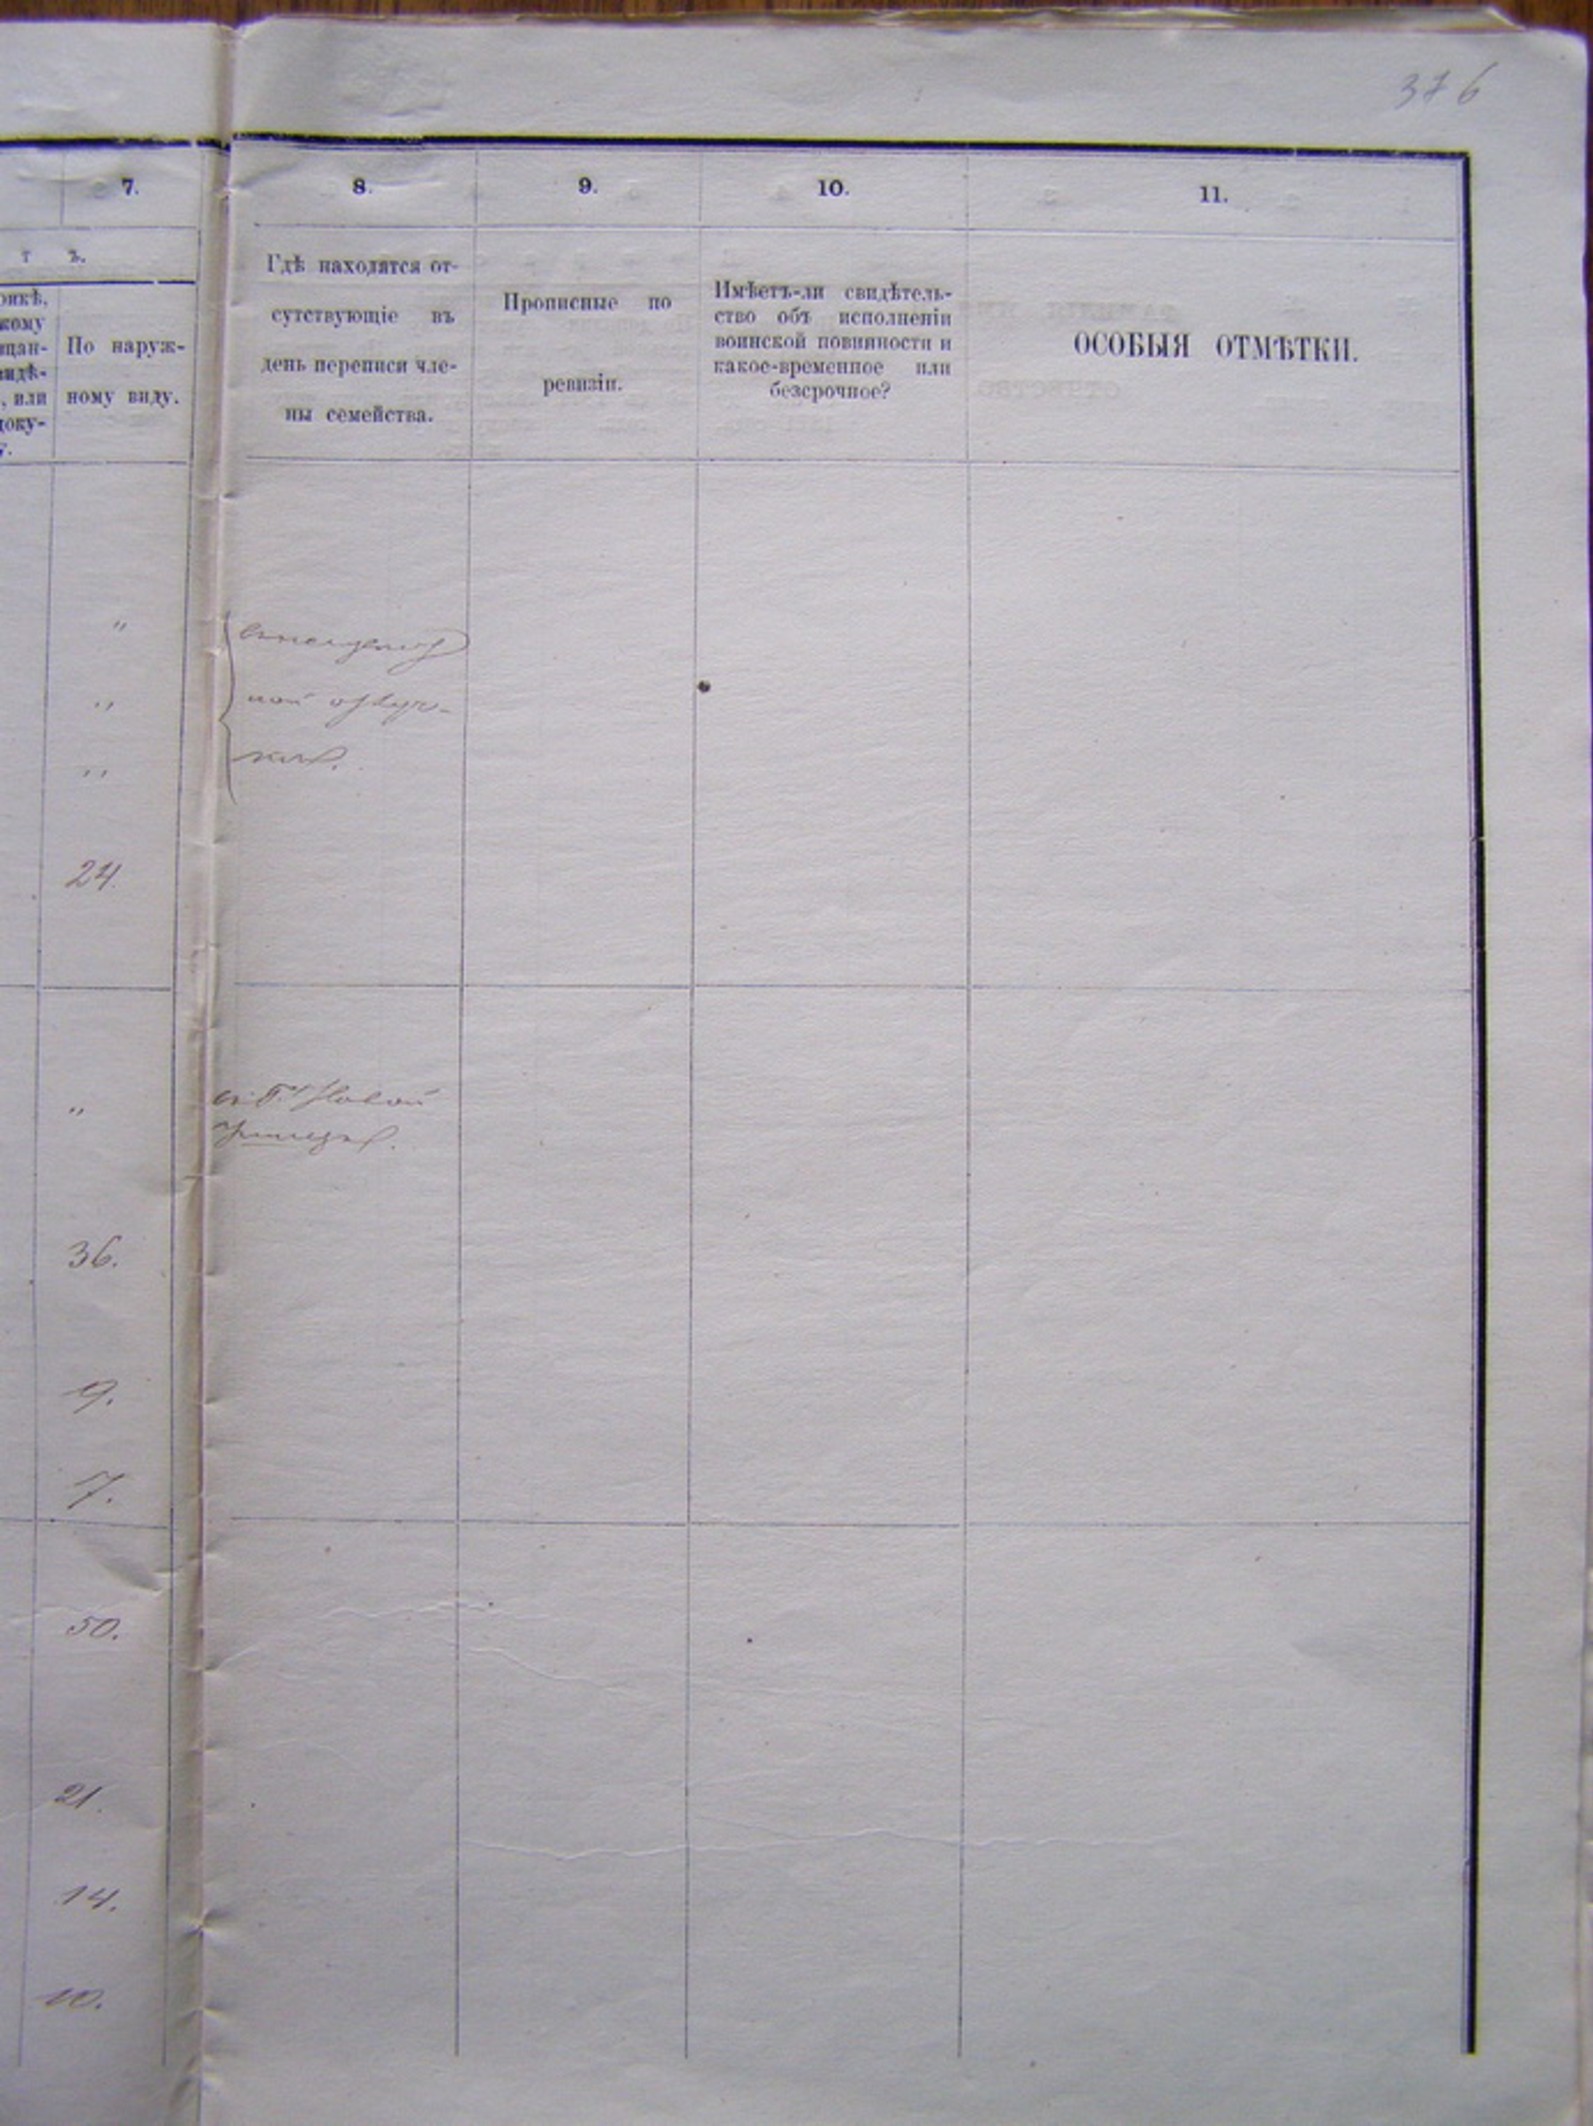 376
7.
8.
9.
10.
11.
т ъ.
По наруж-
ному виду.
Гдѣ находятся от-
сутствующіе въ
день переписи чле-
ны семейства.
Прописные по
ревизіи.
Имѣетъ-ли свидѣтель-
ство объ исполненіи
воинской повинности и
какое-временное или
безсрочное?
ОСОБЫЯ ОТМѢТКИ.
"
"
"
24.
"
Новой
36.
9.
7.
50.
21.
14.
10.